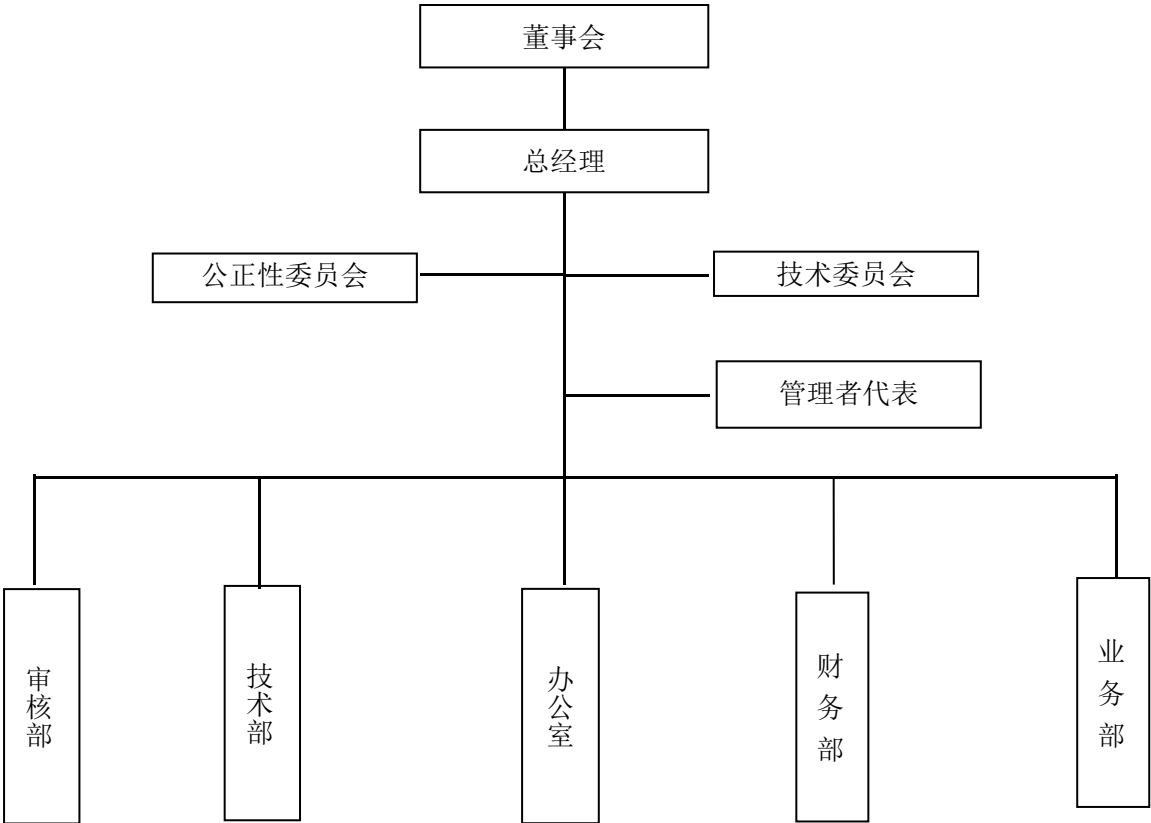 董事会
总经理
公正性委员会
技术委员会
管理者代表
审核部
技术部
办公室
财务部
业务部